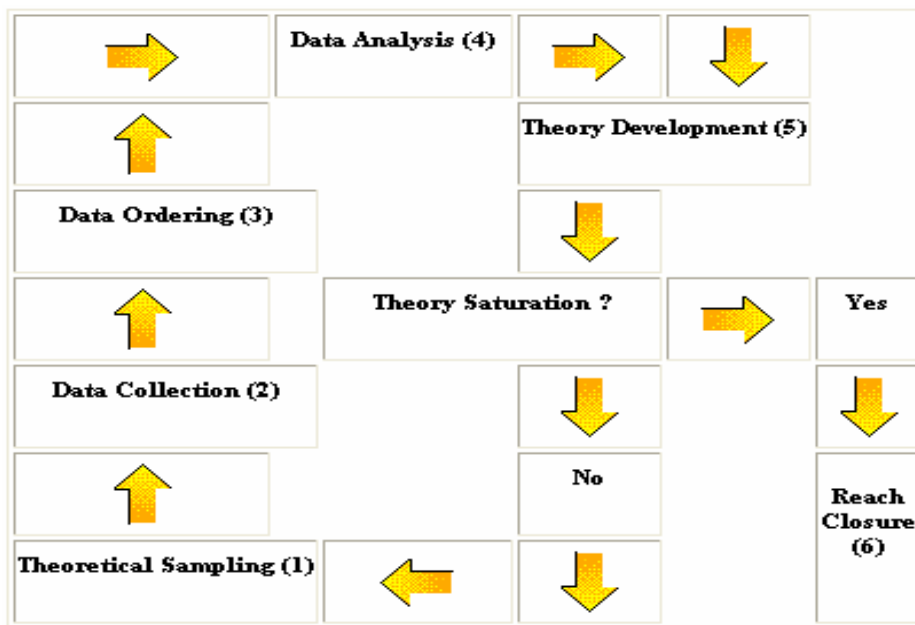 Data Analysis (4)
Theory Development (5)
Data Ordering (3)
Theory Saturation ?
Yes
Data Collection (2)
No
Reach
Closure
(6)
Theoretical Sampling (1)